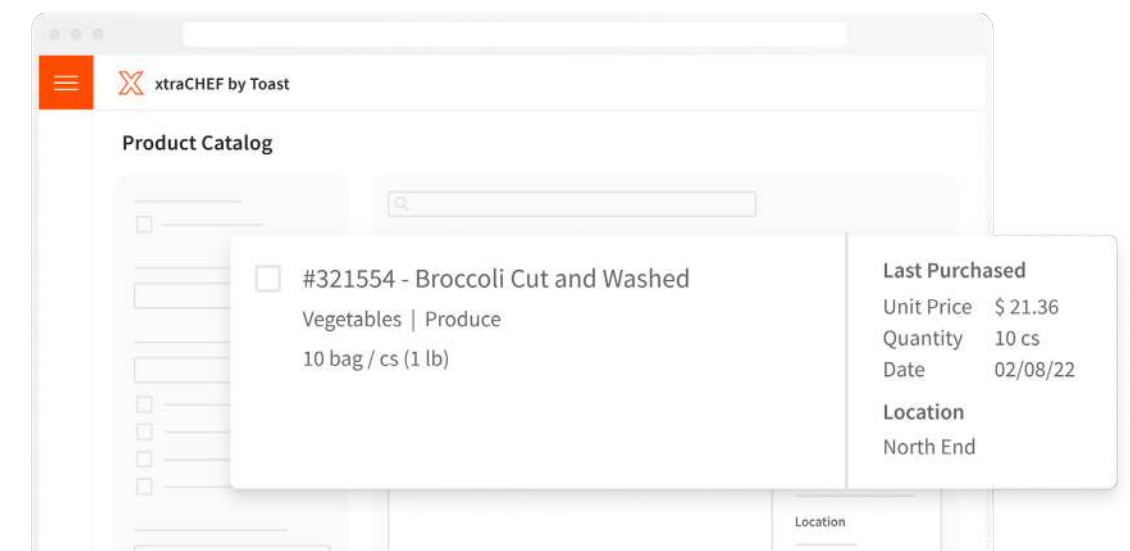 xtraCHEF by Toast
Product Catalog
#321554 - Broccoli Cut and Washed
Vegetables | Produce
10 bag / cs (1 lb)
Last Purchased
Unit Price $ 21.36
Quantity 10 cs
Date 02/08/22
Location
North End
Location